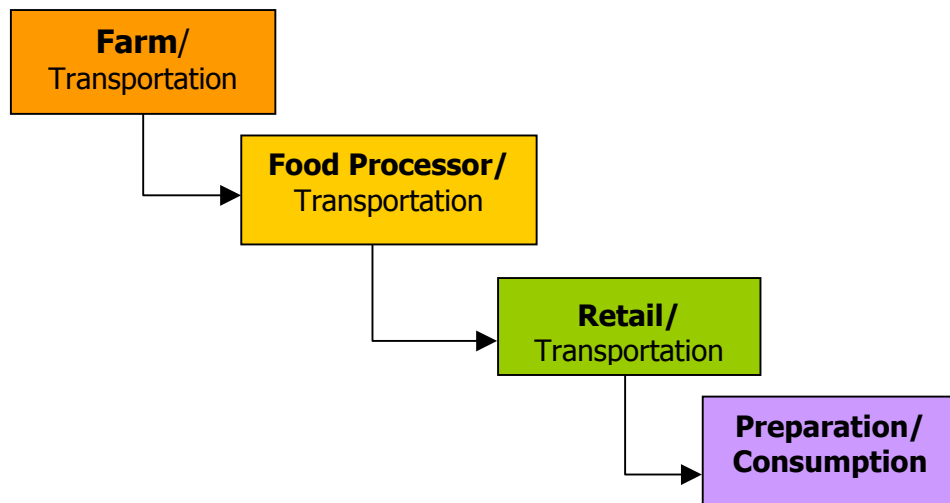 Farm/
Transportation
Food Processor/
Transportation
Retail/
Transportation
Preparation/
Consumption